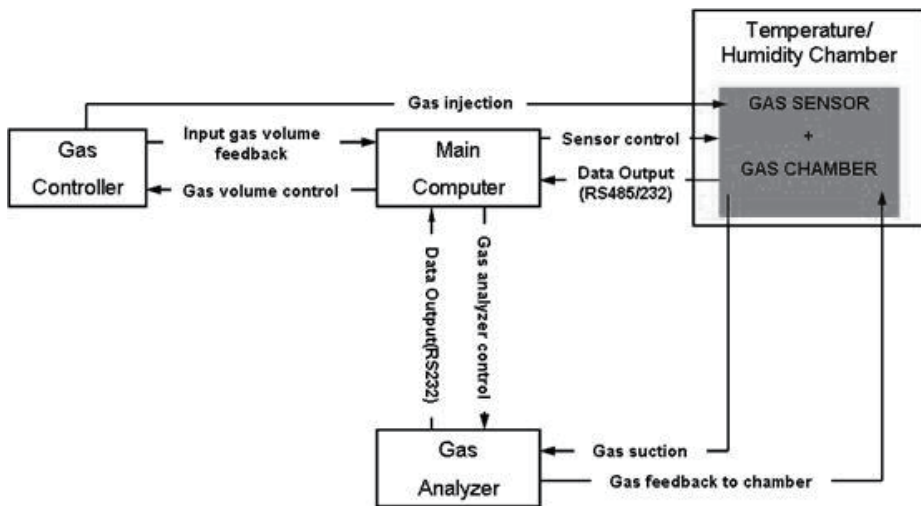 Temperature/
Humidity Chamber
GAS SENSOR
+
GAS CHAMBER
Gas injection
Gas
Controller
Input gas volume
feedback
Gas volume control
Main
Computer
Sensor control
Data Output
(RS485/232)
Data Output(RS232)
Gas analyzer control
Gas
Analyzer
Gas suction
Gas feedback to chamber